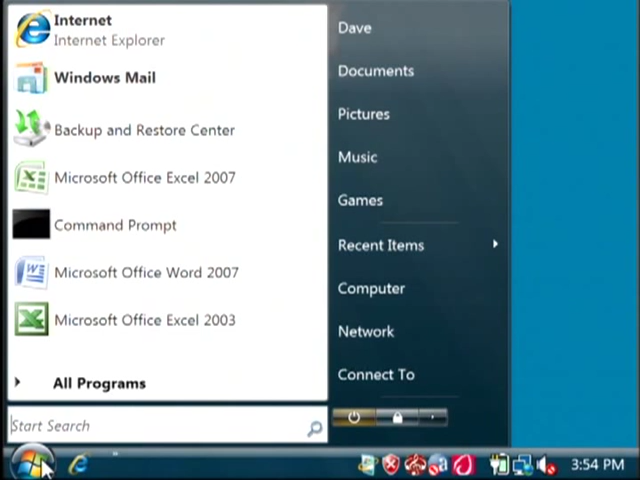 Internet
Internet Explorer
Windows Mail
Backup and Restore Center
Microsoft Office Excel 2007
Command Prompt
Microsoft Office Word 2007
Microsoft Office Excel 2003
All Programs
Start Search
Dave
Documents
Pictures
Music
Games
Recent Items
Computer
Network
Connect To
3:54 PM